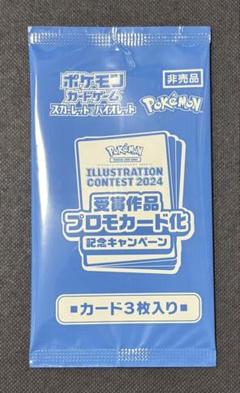 ポケモン
カードゲーム
スカーレット&バイオレット
非売品
Pokémon
Pokémon
ILLUSTRATION
CONTEST 2024
受賞作品
プロモカード化
記念キャンペーン
■カード3枚入り■